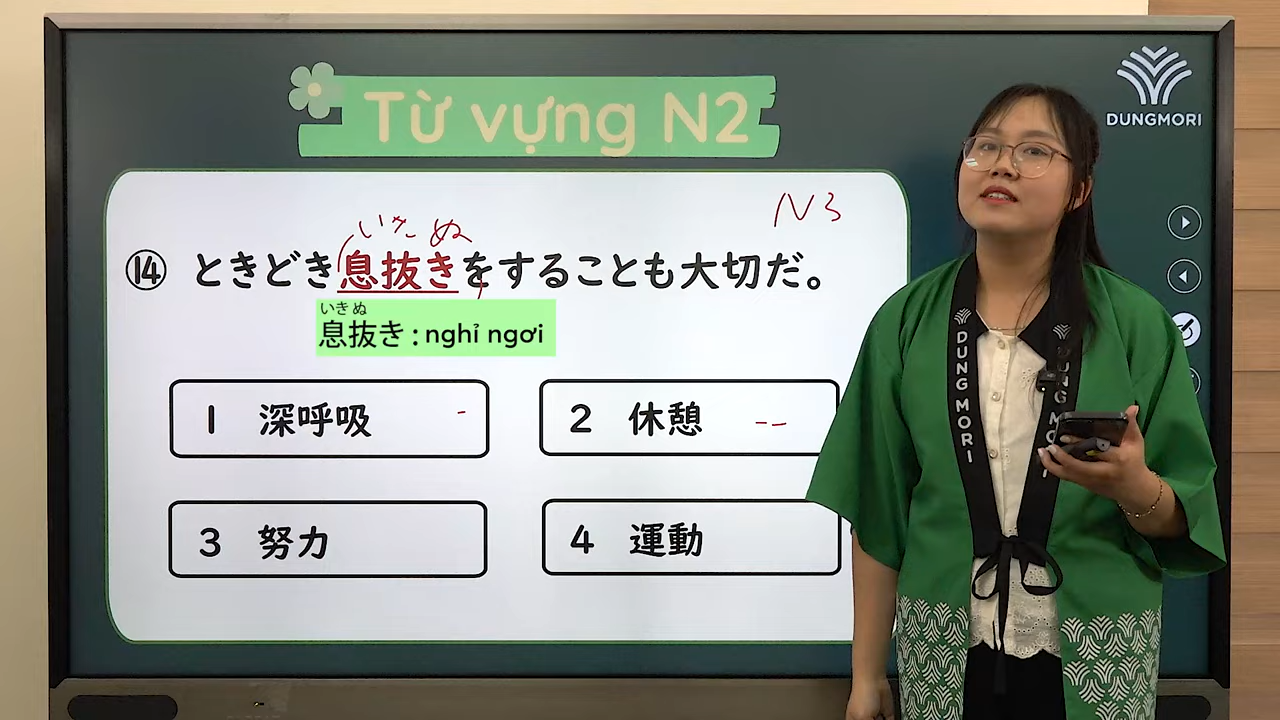 Từ vựng N2
DUNGMORI
N3
いきぬ
⑭ ときどき息抜きをすることも大切だ。
いきぬ
息抜き : nghỉ ngơi
1 深呼吸
2 休憩
3 努力
4 運動
DUNG MORI
DUNG MORI